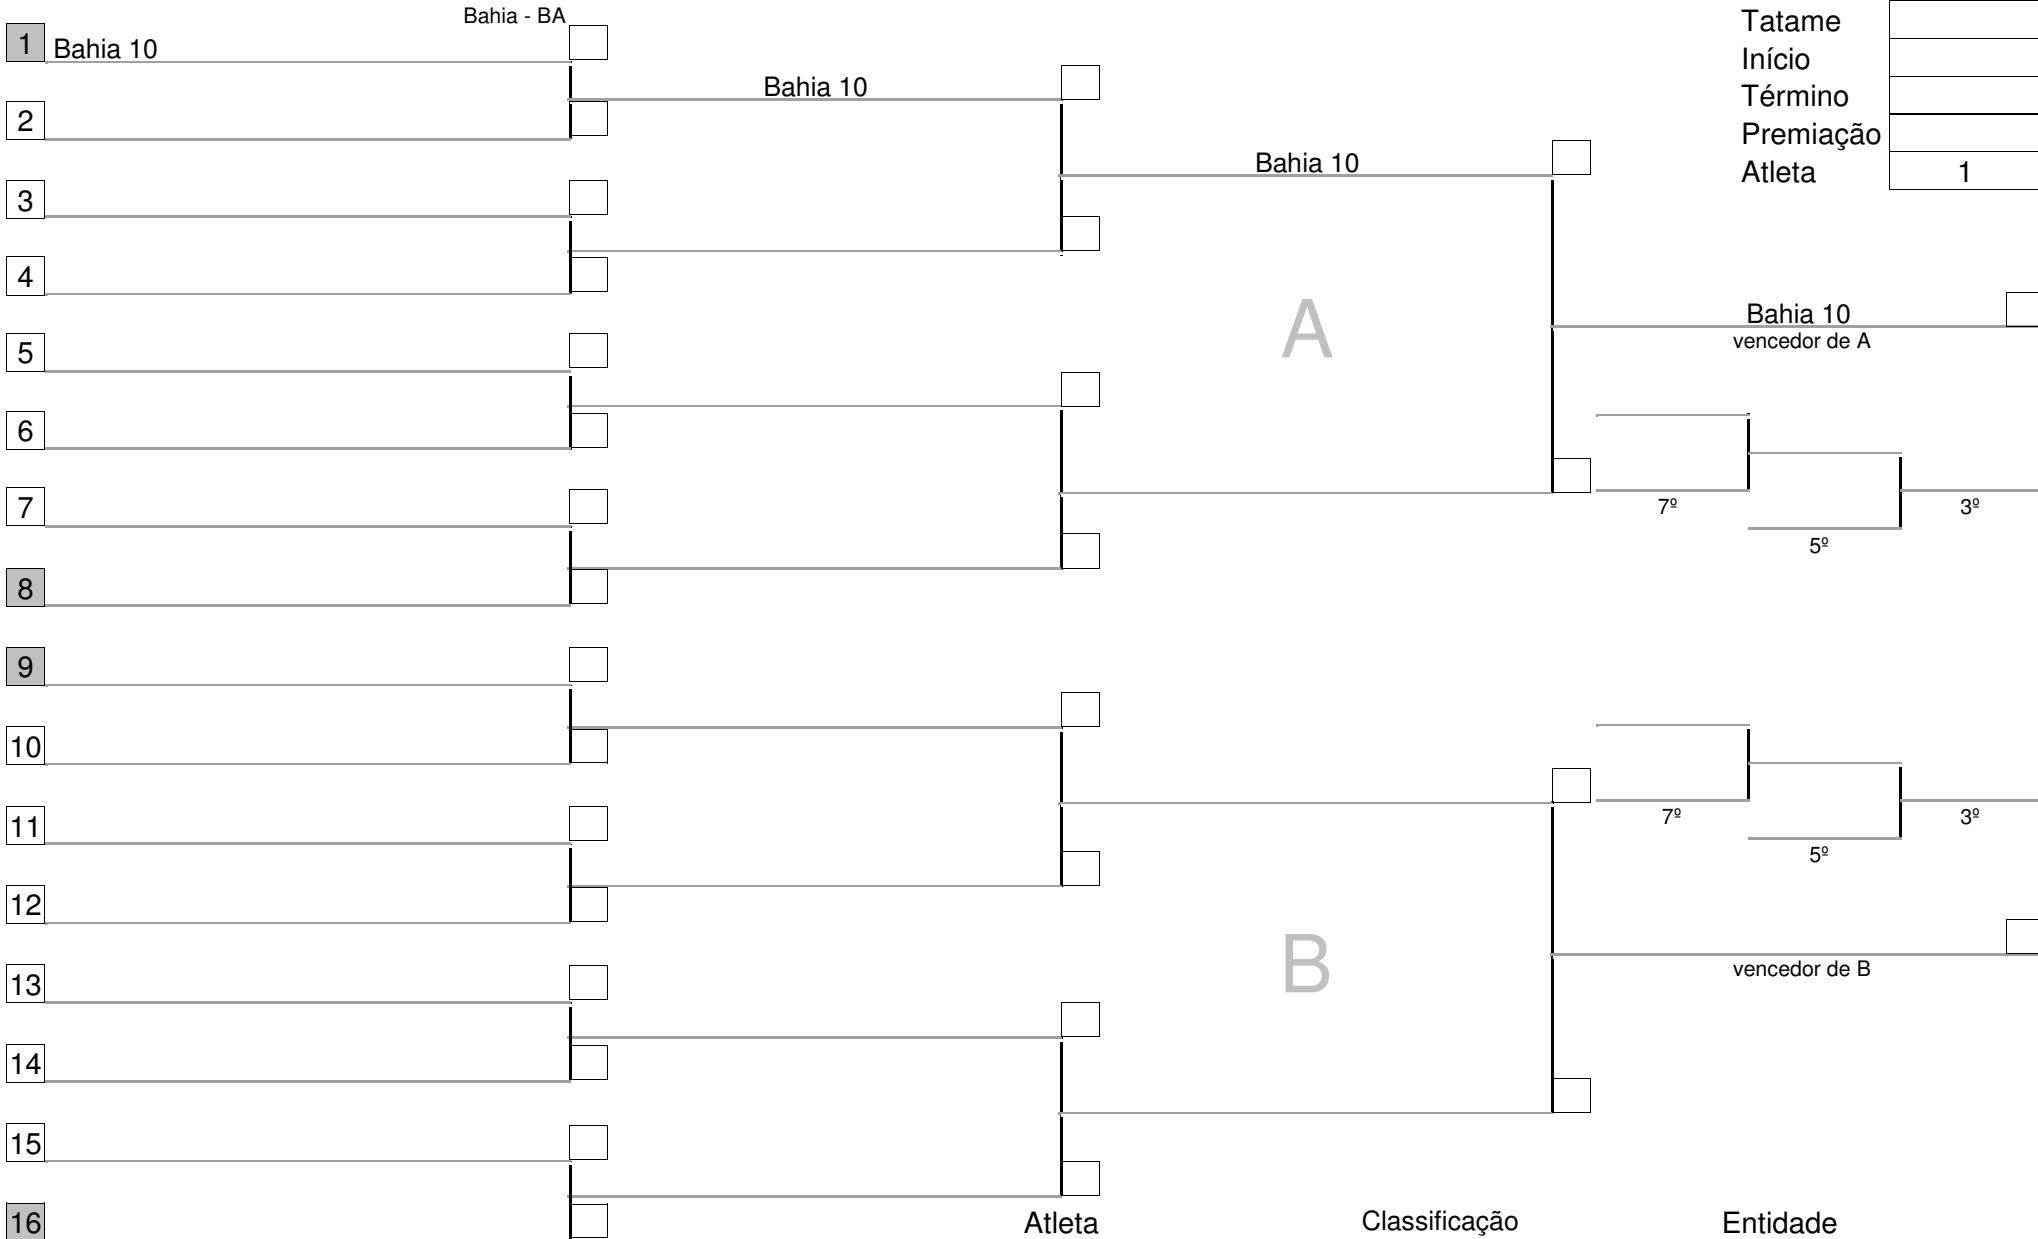 Bahia - BA
1 Bahia 10
2
3
4
5
6
7
8
9
10
11
12
13
14
15
16
Bahia 10
Bahia 10
A
B
Tatame
Início
Término
Premiação
Atleta 1
Bahia 10
vencedor de A
7º
5º
3º
7º
5º
3º
vencedor de B
Atleta Classificação Entidade